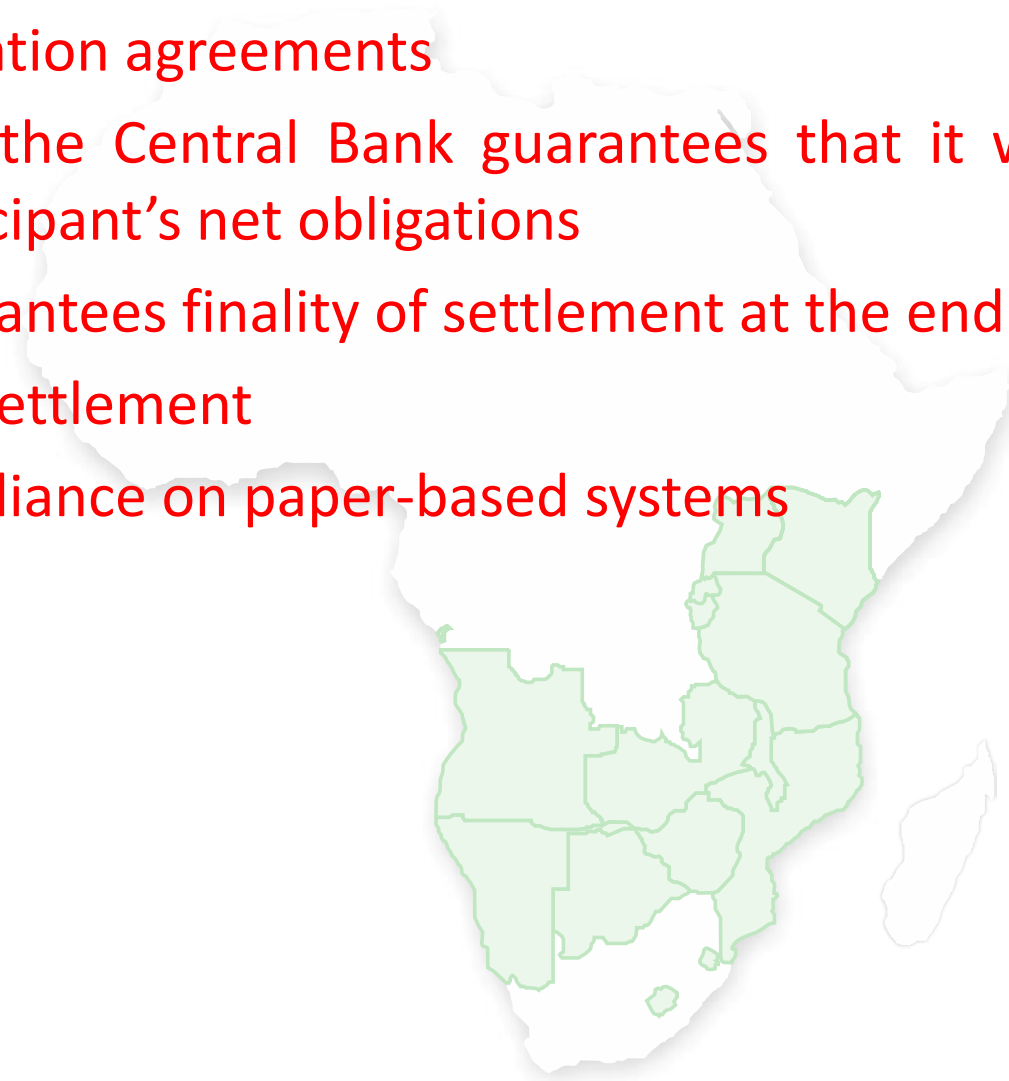 ation agreements
the Central Bank guarantees that it
cipant’s net obligations
antees finality of settlement at the end
ettlement
liance on paper-based systems